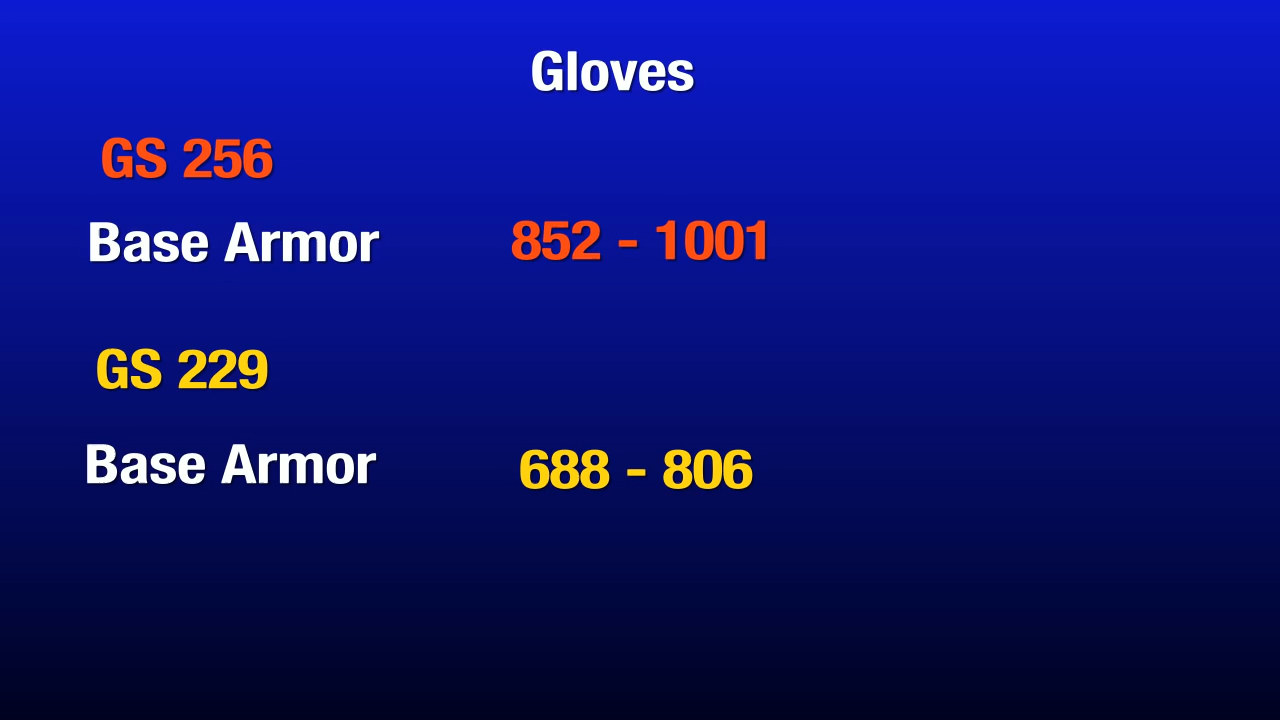 Gloves
GS 256
Base Armor 852 - 1001
GS 229
Base Armor 688 - 806